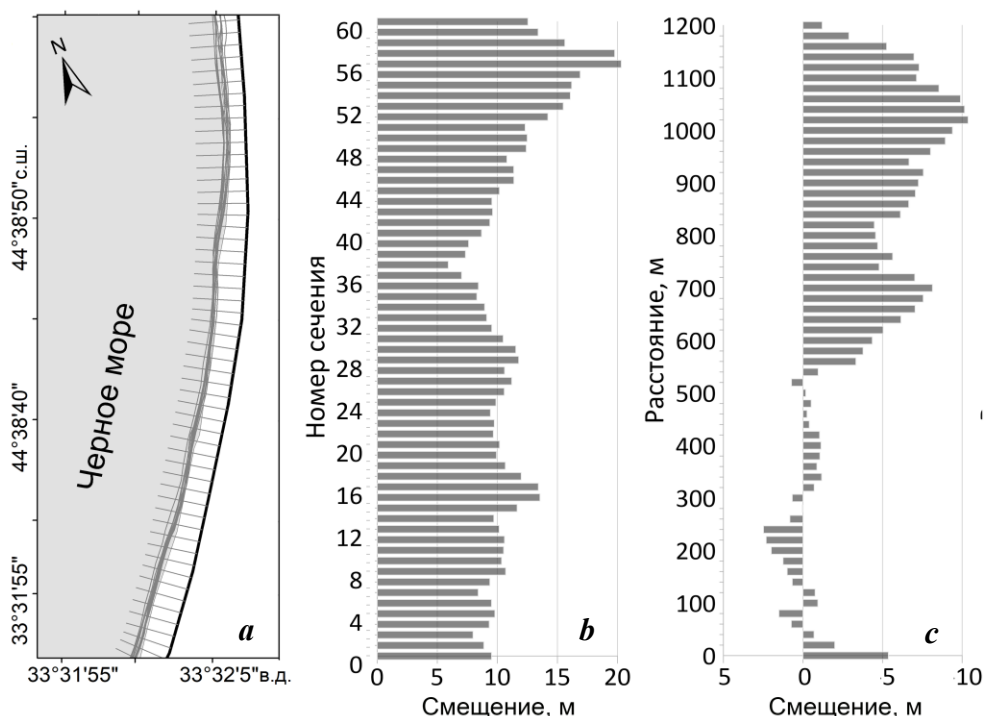 N
44°38'50"с.ш.
44°38'40"
33°31'55"
Черное море
a
33°31'55"
33°32'5"в.д.
60
56
52
48
44
40
36
32
28
24
20
16
12
8
4
0
Номер сечения
b
0 5 10 15 20
Смещение, м
c
1200
1100
1000
900
800
700
600
500
400
300
200
100
0
Расстояние, м
5 0 5 10
Смещение, м